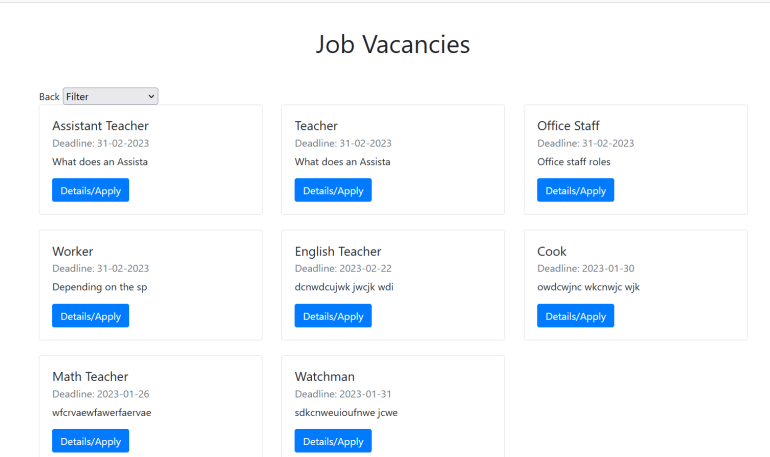 Job Vacancies
Back Filter
Assistant Teacher
Deadline: 31-02-2023
What does an Assista
Details/Apply
Teacher
Deadline: 31-02-2023
What does an Assista
Details/Apply
Office Staff
Deadline: 31-02-2023
Office staff roles
Details/Apply
Worker
Deadline: 31-02-2023
Depending on the sp
Details/Apply
English Teacher
Deadline: 2023-02-22
dcnwdcujwk jwcjk wdi
Details/Apply
Cook
Deadline: 2023-01-30
owdcwjnc wkcnwjc wjk
Details/Apply
Math Teacher
Deadline: 2023-01-26
wfcrvaewfawerfaervae
Details/Apply
Watchman
Deadline: 2023-01-31
sdkcnweuioufnwe jcwe
Details/Apply